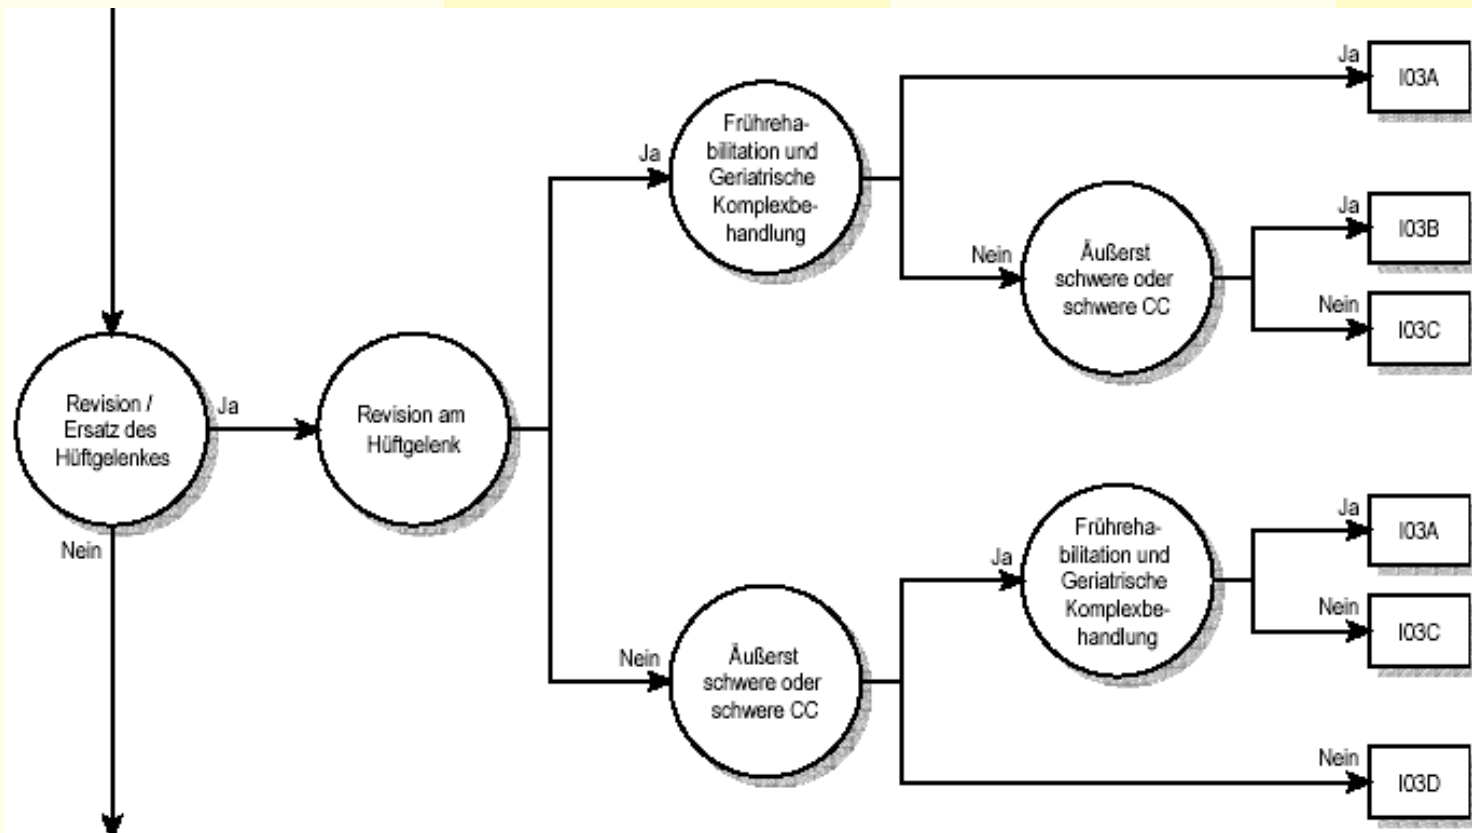 Ja
I03A
Frühreha-
bilitation und
Geriatrische
Komplexbe-
handlung
Ja
Ja
I03B
Nein
Äußerst
schwere oder
schwere CC
Nein
I03C
Revision /
Ersatz des
Hüftgelenkes
Ja
Revision am
Hüftgelenk
Nein
Ja
Frühreha-
bilitation und
Geriatrische
Komplexbe-
handlung
Ja
I03A
Nein
I03C
Nein
Äußerst
schwere oder
schwere CC
Nein
I03D